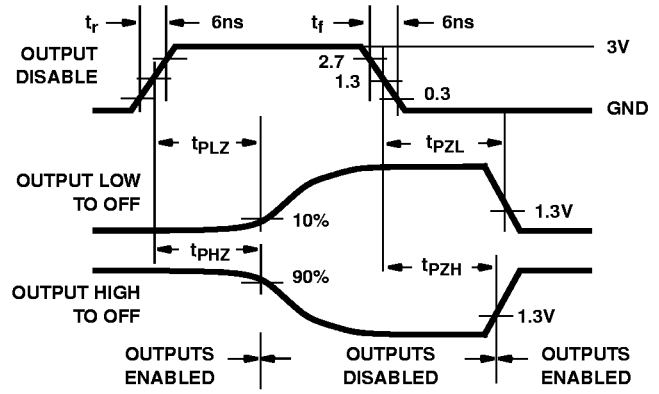 tr 6ns tf 6ns
OUTPUT
DISABLE
3V
2.7
1.3
0.3
GND
tPLZ tPZL
OUTPUT LOW
TO OFF
10%
1.3V
tPHZ tPZH
90%
OUTPUT HIGH
TO OFF
1.3V
OUTPUTS
ENABLED
OUTPUTS
DISABLED
OUTPUTS
ENABLED